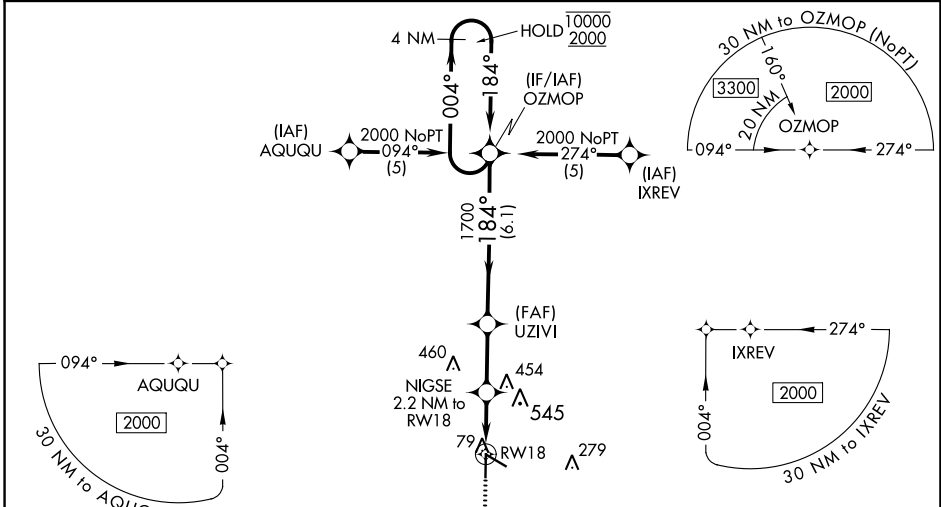 HOLD 10000
2000
4 NM
004°
184°
(IF/IAF)
OZMOP
(IAF)
AQUQU
2000 NoPT
094°
(5)
2000 NoPT
274°
(5)
(IAF)
IXREV
1700
184°
(6.1)
(FAF)
UZIVI
460
454
NIGSE
2.2 NM to
RW18
545
79
RW18
279
30 NM to OZMOP (NoPT)
160°
3300
2000
20 NM
OZMOP
094°
274°
094°
AQUQU
2000
004°
30 NM to
274°
IXREV
2000
004°
30 NM to IXREV